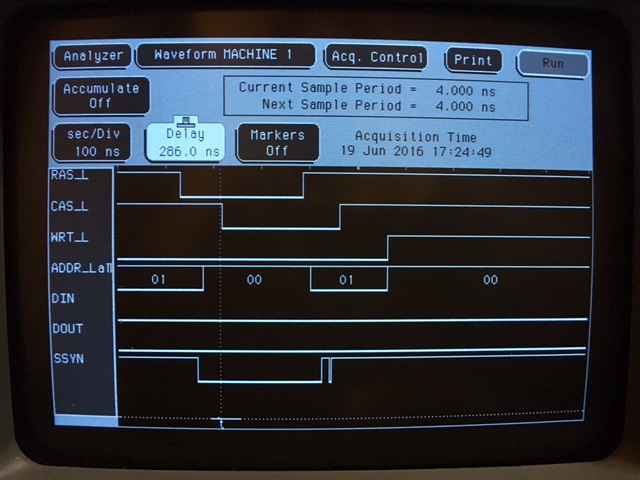 Analyzer Waveform MACHINE 1 Acq. Control Print Run
Accumulate
Off
Current Sample Period = 4.000 ns
Next Sample Period = 4.000 ns
sec/Div
100 ns
Delay
286.0 ns
Markers
Off
Acquisition Time
19 Jun 2016 17:24:49
RAS_L
CAS_L
WRT_L
ADDR_Lall
01 00 01 00
DIN
DOUT
SSYN